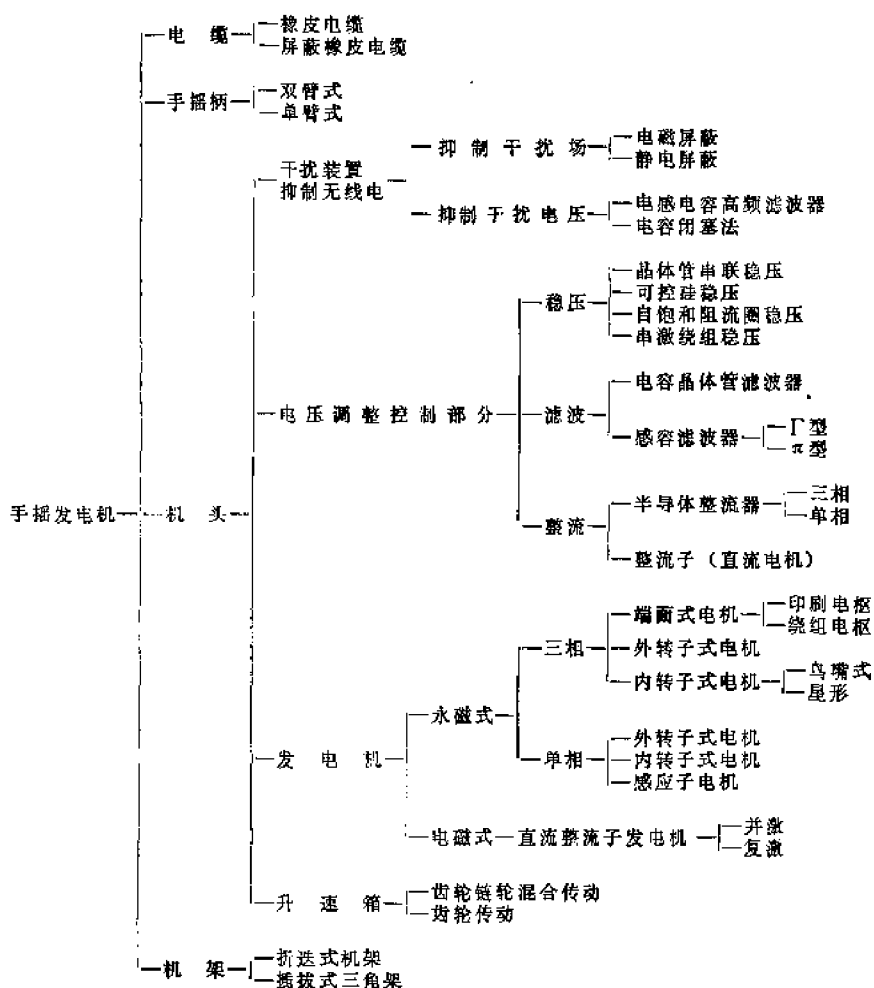 电缆
橡皮电缆
屏蔽橡皮电缆
手摇柄
双臂式
单臂式
干扰装置
抑制无线电
抑制干扰场
电磁屏蔽
静电屏蔽
抑制干扰电压
电感电容高频滤波器
电容闭塞法
电压调整控制部分
稳压
晶体管串联稳压
可控硅稳压
自饱和阻流圈稳压
串激绕组稳压
滤波
电容晶体管滤波器
感容滤波器
Γ型
π型
手摇发电机
机头
整流
半导体整流器
三相
单相
整流子（直流电机）
发电机
永磁式
三相
端面式电机
印刷电枢
绕组电枢
外转子式电机
内转子式电机
鸟嘴式
星形
单相
外转子式电机
内转子式电机
感应子电机
电磁式
直流整流子发电机
并激
复激
升速箱
齿轮链轮混合传动
齿轮传动
机架
折迭式机架
插拔式三角架